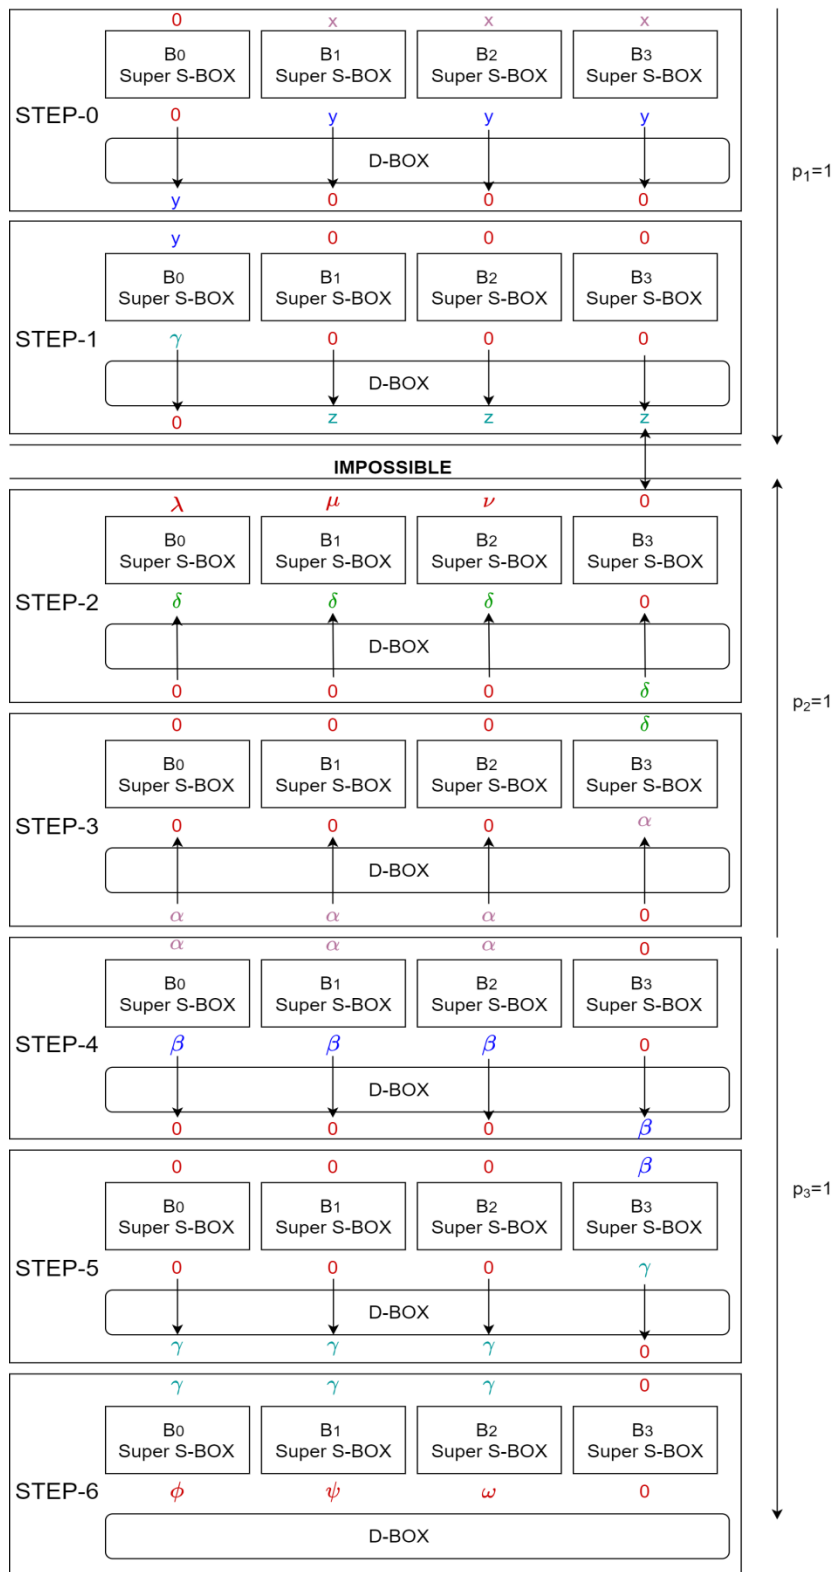 0 x x x
B0 B1 B2 B3
Super S-BOX Super S-BOX Super S-BOX Super S-BOX
STEP-0
0 y y y
D-BOX
y 0 0 0
p1=1
y 0 0 0
B0 B1 B2 B3
Super S-BOX Super S-BOX Super S-BOX Super S-BOX
STEP-1
γ 0 0 0
D-BOX
0 z z z
IMPOSSIBLE
λ μ ν 0
B0 B1 B2 B3
Super S-BOX Super S-BOX Super S-BOX Super S-BOX
STEP-2
δ δ δ 0
D-BOX
0 0 0 δ
p2=1
0 0 0 δ
B0 B1 B2 B3
Super S-BOX Super S-BOX Super S-BOX Super S-BOX
STEP-3
0 0 0 α
D-BOX
α α α 0
α α α 0
B0 B1 B2 B3
Super S-BOX Super S-BOX Super S-BOX Super S-BOX
STEP-4
β β β 0
D-BOX
0 0 0 β
0 0 0 β
p3=1
B0 B1 B2 B3
Super S-BOX Super S-BOX Super S-BOX Super S-BOX
STEP-5
0 0 0 γ
D-BOX
γ γ γ 0
γ γ γ 0
B0 B1 B2 B3
Super S-BOX Super S-BOX Super S-BOX Super S-BOX
STEP-6
ϕ ψ ω 0
D-BOX